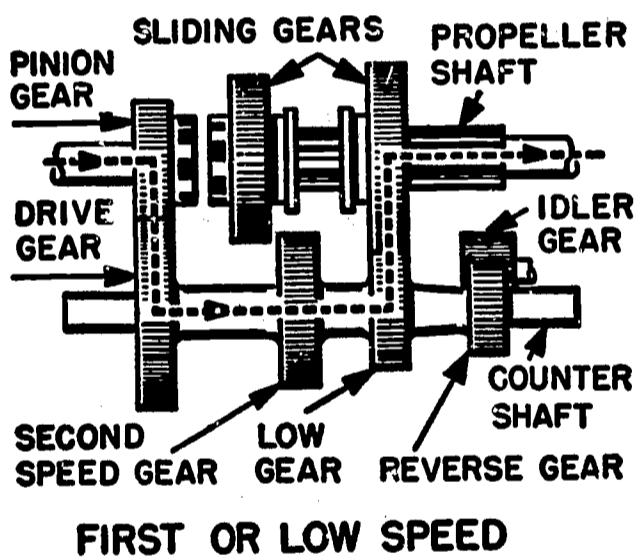 SLIDING GEARS
PROPELLER
SHAFT
PINION
GEAR
DRIVE
GEAR
IDLER
GEAR
COUNTER
SHAFT
SECOND
SPEED GEAR
LOW
GEAR
REVERSE GEAR
FIRST OR LOW SPEED